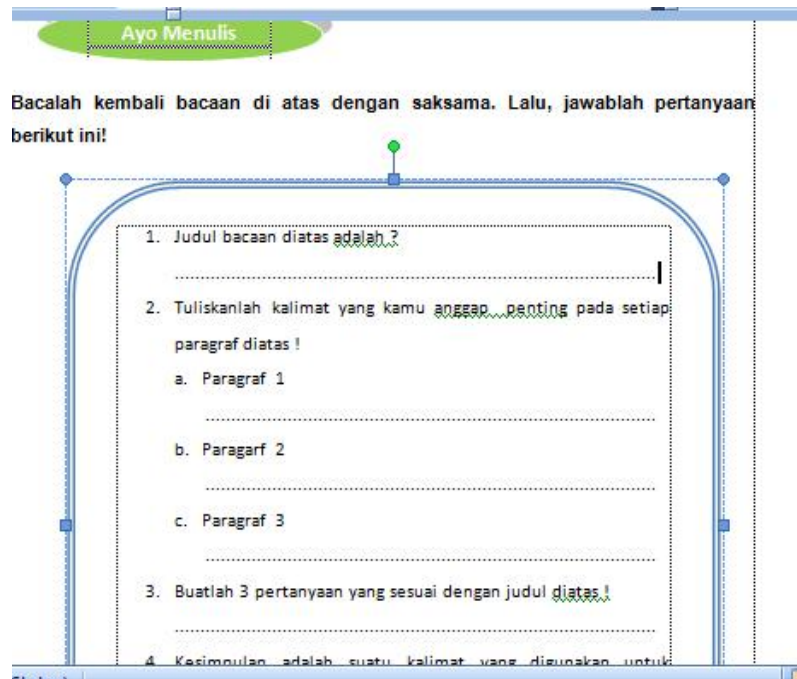 Ayo Menulis
Bacalah kembali bacaan di atas dengan saksama. Lalu, jawablah pertanyaan
berikut ini!
1. Judul bacaan diatas adalah ?
................................................................................
2. Tuliskanlah kalimat yang kamu anggap penting pada setiap
paragraf diatas !
a. Paragraf 1
................................................................................
b. Paragarf 2
................................................................................
c. Paragraf 3
................................................................................
3. Buatlah 3 pertanyaan yang sesuai dengan judul diatas !
................................................................................
4. Kesimpulan adalah suatu kalimat yang digunakan untuk